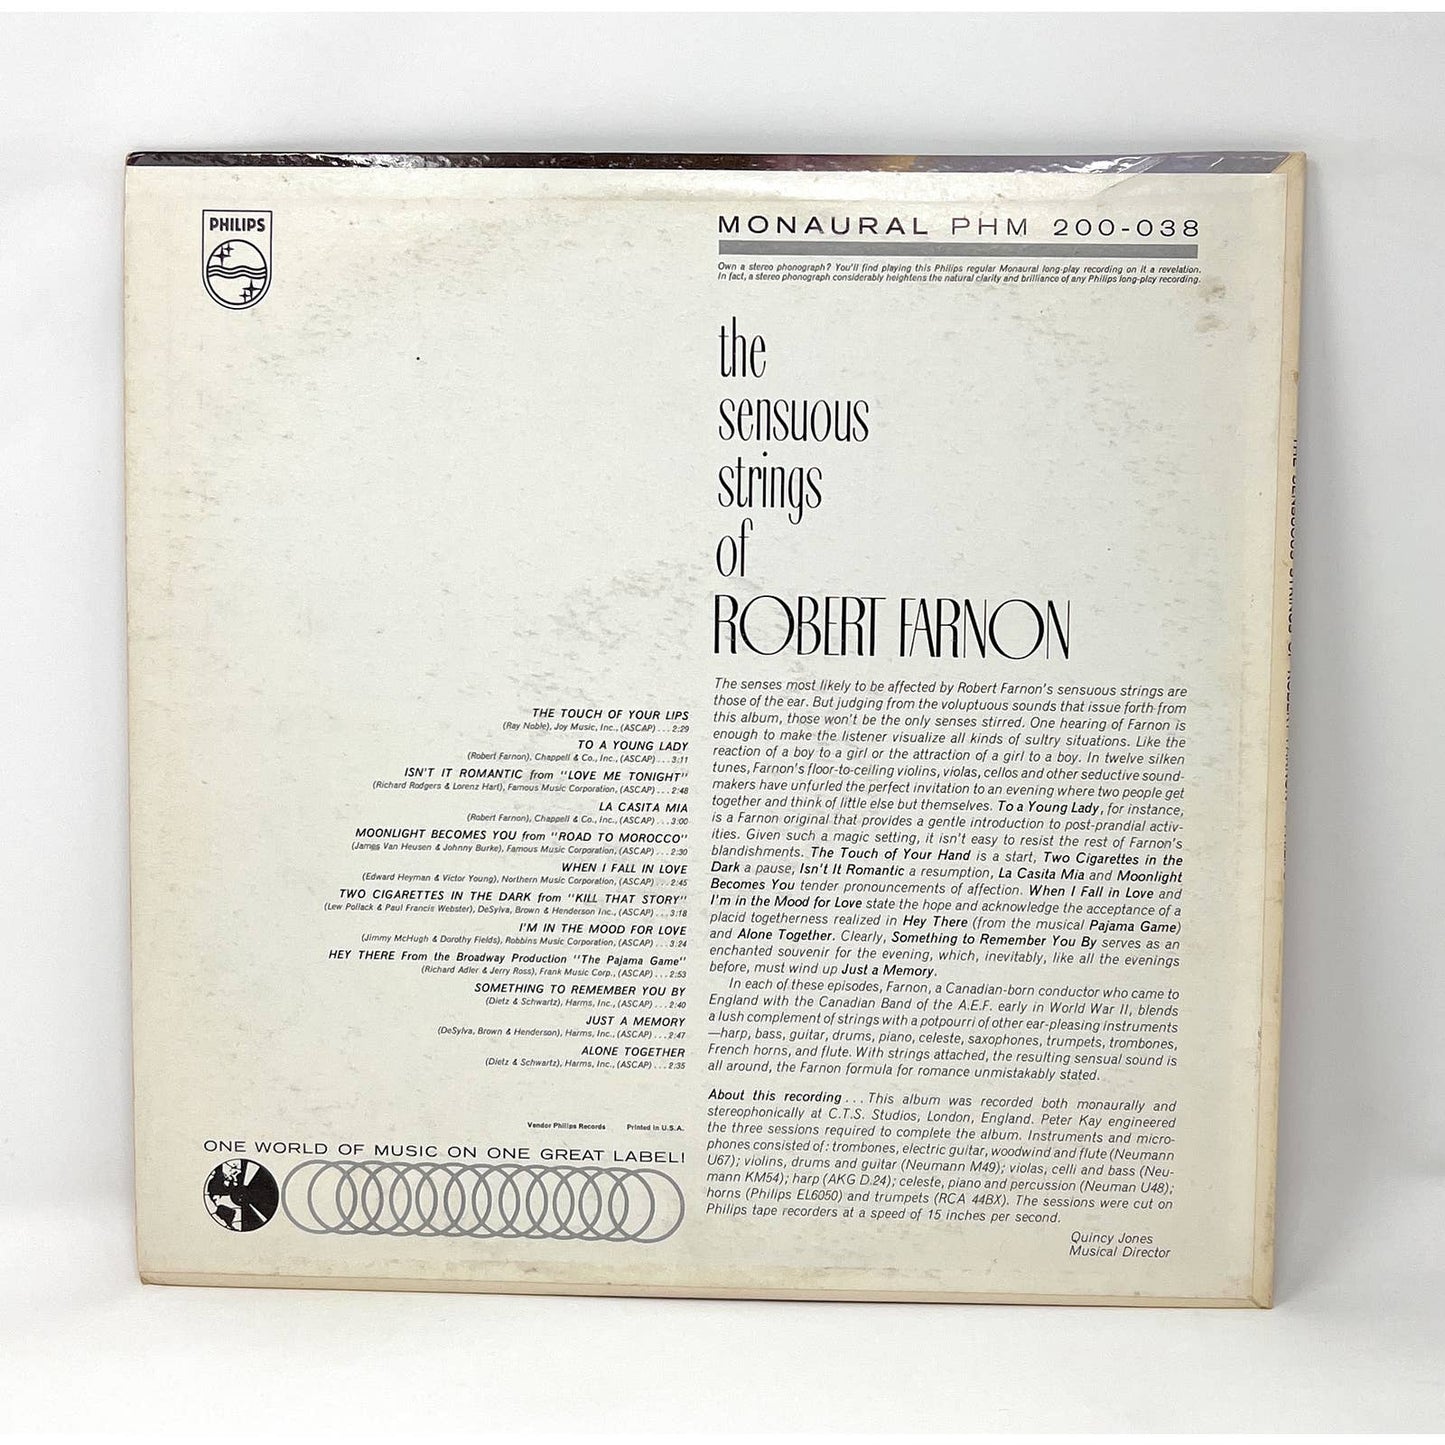 PHILIPS
MONAURAL PHM 200-038
Own a stereo phonograph? You'll find playing this Philips regular Monaural long-play recording on it a revelation.
In fact, a stereo phonograph considerably heightens the natural clarity and brilliance of any Philips long-play recording.
the
sensuous
strings
of
ROBERT FARNON
THE TOUCH OF YOUR LIPS
(Ray Noble), Joy Music, Inc., (ASCAP) . . . 2:29
TO A YOUNG LADY
(Robert Farnon), Chappell & Co., Inc., (ASCAP) . . . 3:11
ISN'T IT ROMANTIC from "LOVE ME TONIGHT"
(Richard Rodgers & Lorenz Hart), Famous Music Corporation, (ASCAP) . . . 2:48
LA CASITA MIA
(Robert Farnon), Chappell & Co., Inc., (ASCAP) . . . 3:00
MOONLIGHT BECOMES YOU from "ROAD TO MOROCCO"
(James Van Heusen & Johnny Burke), Famous Music Corporation, (ASCAP) . . . 2:30
WHEN I FALL IN LOVE
(Edward Heyman & Victor Young), Northern Music Corporation, (ASCAP) . . . 2:45
TWO CIGARETTES IN THE DARK from "KILL THAT STORY"
(Lew Pollack & Paul Francis Webster), DeSylva, Brown & Henderson Inc., (ASCAP) . . . 3:18
I'M IN THE MOOD FOR LOVE
(Jimmy McHugh & Dorothy Fields), Robbins Music Corporation, (ASCAP) . . . 3:24
HEY THERE From the Broadway Production "The Pajama Game"
(Richard Adler & Jerry Ross), Frank Music Corp., (ASCAP) . . . 2:53
SOMETHING TO REMEMBER YOU BY
(Dietz & Schwartz), Harms, Inc., (ASCAP) . . . 2:40
JUST A MEMORY
(DeSylva, Brown & Henderson), Harms, Inc., (ASCAP) . . . 2:47
ALONE TOGETHER
(Dietz & Schwartz), Harms, Inc., (ASCAP) . . . 2:35
Vendor Philips Records Printed in U.S.A.
ONE WORLD OF MUSIC ON ONE GREAT LABEL!
The senses most likely to be affected by Robert Farnon's sensuous strings are
those of the ear. But judging from the voluptuous sounds that issue forth from
this album, those won't be the only senses stirred. One hearing of Farnon is
enough to make the listener visualize all kinds of sultry situations. Like the
reaction of a boy to a girl or the attraction of a girl to a boy. In twelve silken
tunes, Farnon's floor-to-ceiling violins, violas, cellos and other seductive sound-
makers have unfurled the perfect invitation to an evening where two people get
together and think of little else but themselves. To a Young Lady, for instance,
is a Farnon original that provides a gentle introduction to post-prandial activ-
ities. Given such a magic setting, it isn't easy to resist the rest of Farnon's
blandishments. The Touch of Your Hand is a start, Two Cigarettes in the
Dark a pause, Isn't It Romantic a resumption, La Casita Mia and Moonlight
Becomes You tender pronouncements of affection. When I Fall in Love and
I'm in the Mood for Love state the hope and acknowledge the acceptance of a
placid togetherness realized in Hey There (from the musical Pajama Game)
and Alone Together. Clearly, Something to Remember You By serves as an
enchanted souvenir for the evening, which, inevitably, like all the evenings
before, must wind up Just a Memory.
In each of these episodes, Farnon, a Canadian-born conductor who came to
England with the Canadian Band of the A.E.F. early in World War II, blends
a lush complement of strings with a potpourri of other ear-pleasing instruments
—harp, bass, guitar, drums, piano, celeste, saxophones, trumpets, trombones,
French horns, and flute. With strings attached, the resulting sensual sound is
all around, the Farnon formula for romance unmistakably stated.
About this recording . . . This album was recorded both monaurally and
stereophonically at C.T.S. Studios, London, England. Peter Kay engineered
the three sessions required to complete the album. Instruments and micro-
phones consisted of: trombones, electric guitar, woodwind and flute (Neumann
U67); violins, drums and guitar (Neumann M49); violas, celli and bass (Neu-
mann KM54); harp (AKG D.24); celeste, piano and percussion (Neuman U48);
horns (Philips EL6050) and trumpets (RCA 44BX). The sessions were cut on
Philips tape recorders at a speed of 15 inches per second.
Quincy Jones
Musical Director
THE SENSUOUS STRINGS OF ROBERT FARNON